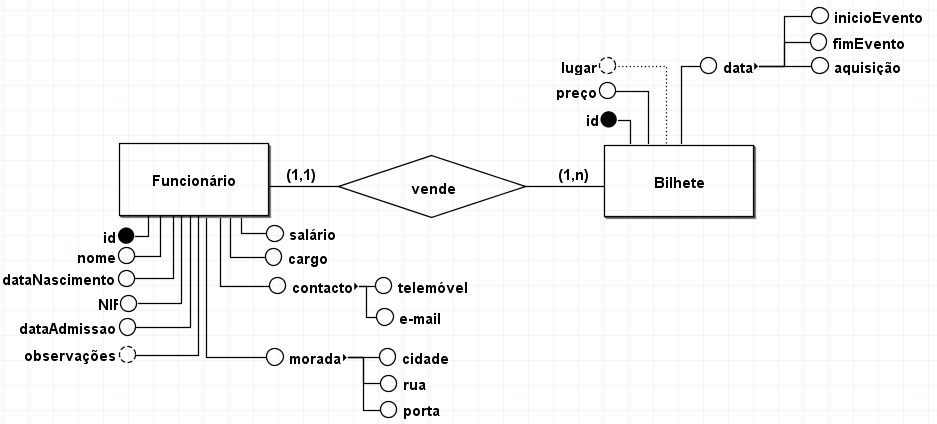 inicioEvento
fimEvento
lugar
data
aquisição
preço
id
Funcionário
(1,1)
vende
(1,n)
Bilhete
id
salário
nome
cargo
dataNascimento
contacto
telemóvel
NIF
e-mail
dataAdmissao
observações
morada
cidade
rua
porta